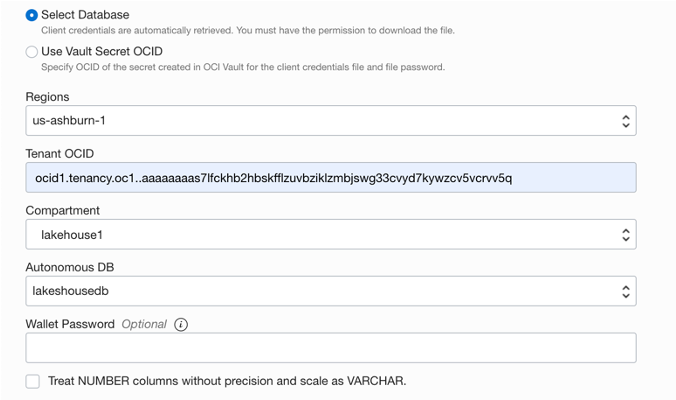 Select Database
Client credentials are automatically retrieved. You must have the permission to download the file.
Use Vault Secret OCID
Specify OCID of the secret created in OCI Vault for the client credentials file and file password.
Regions
us-ashburn-1
Tenant OCID
ocid1.tenancy.oc1..aaaaaaaas7lfckhb2hbskfflzuvbziklzmbjswg33cvyd7kywzcv5vcrvv5q
Compartment
lakehouse1
Autonomous DB
lakeshousedb
Wallet Password Optional i
Treat NUMBER columns without precision and scale as VARCHAR.